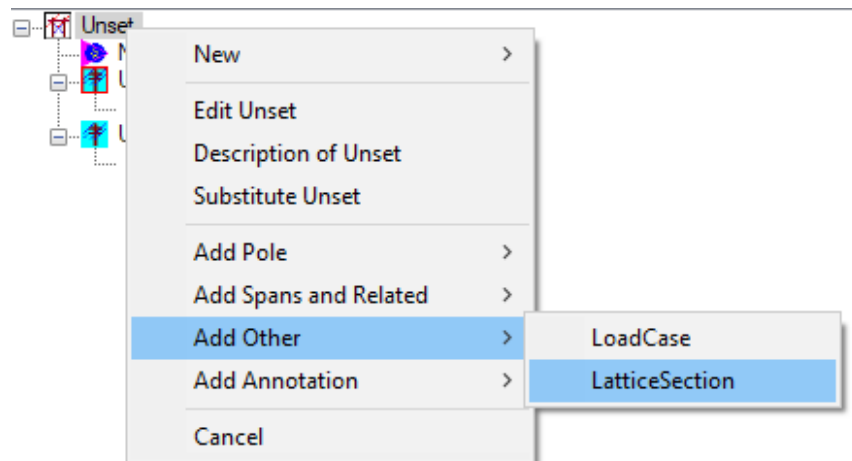 Unset
New
Edit Unset
Description of Unset
Substitute Unset
Add Pole
Add Spans and Related
Add Other
LoadCase
Add Annotation
LatticeSection
Cancel